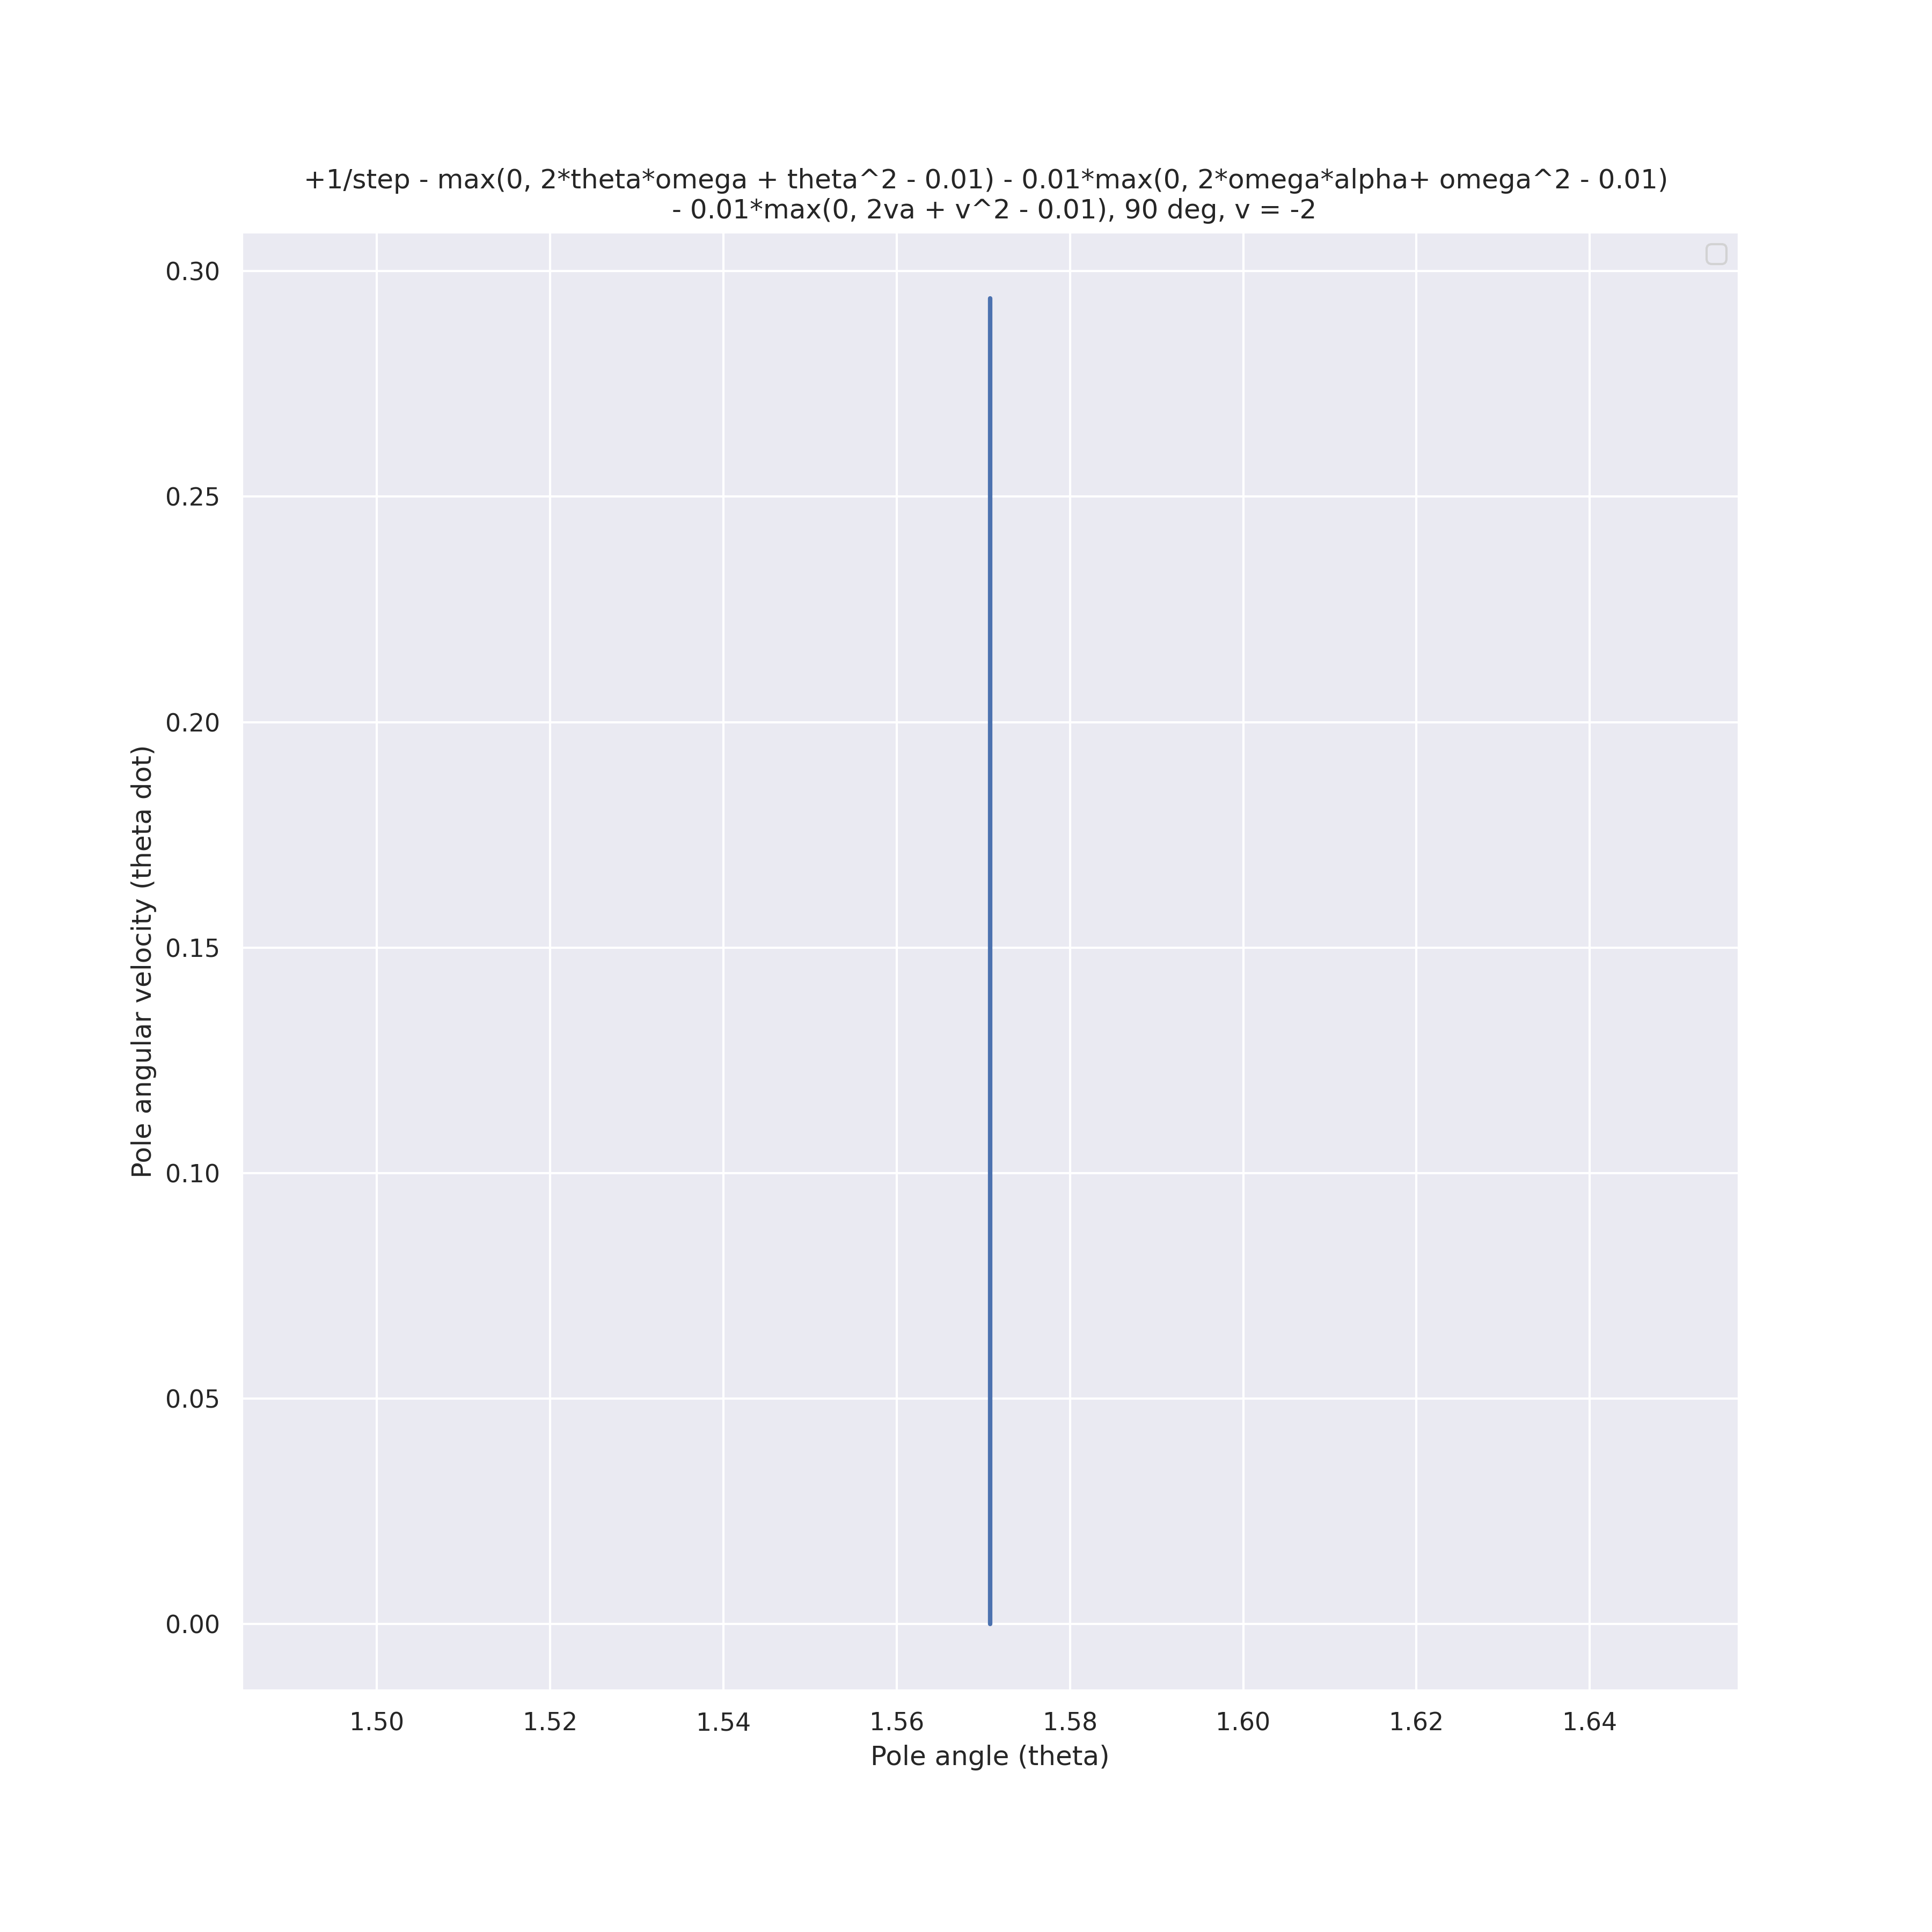 +1/step - max(0, 2*theta*omega + theta^2 - 0.01) - 0.01*max(0, 2*omega*alpha+ omega^2 - 0.01)
- 0.01*max(0, 2va + v^2 - 0.01), 90 deg, v = -2
0.30
0.25
0.20
0.15
0.10
0.05
0.00
Pole angular velocity (theta dot)
1.50 1.52 1.54 1.56 1.58 1.60 1.62 1.64
Pole angle (theta)